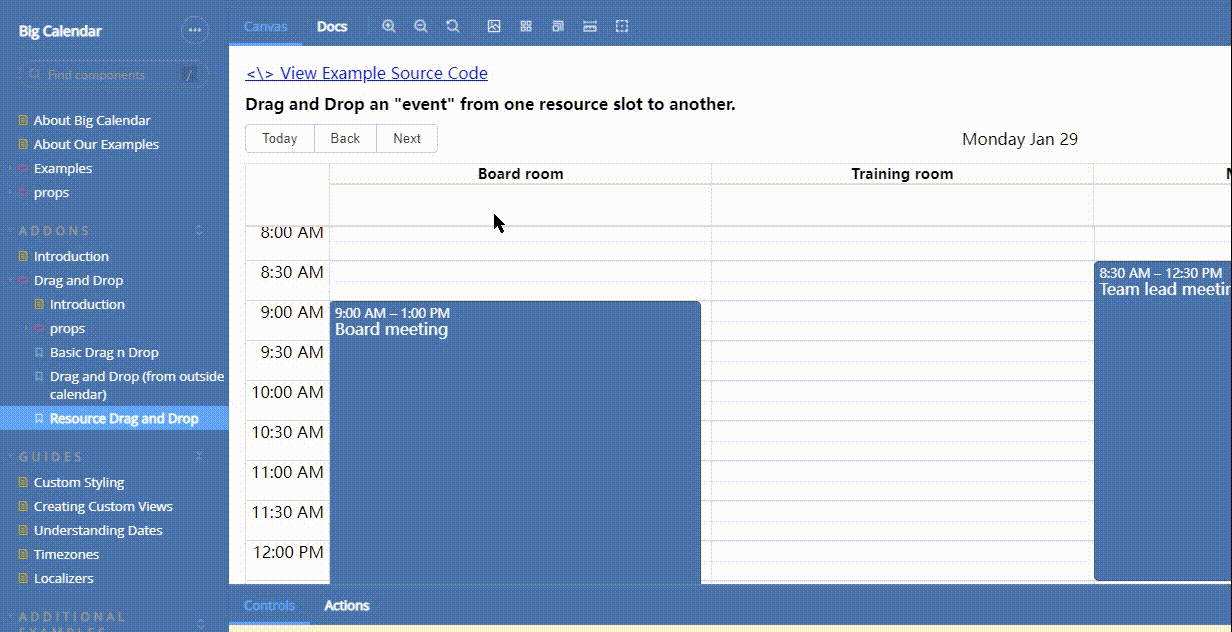 Big Calendar
Find components
/
About Big Calendar
About Our Examples
Examples
props
ADDONS
Introduction
Drag and Drop
Introduction
props
Basic Drag n Drop
Drag and Drop (from outside
calendar)
Resource Drag and Drop
GUIDES
Custom Styling
Creating Custom Views
Understanding Dates
Timezones
Localizers
ADDITIONAL
EXAMPLES
Canvas Docs
<\> View Example Source Code
Drag and Drop an "event" from one resource slot to another.
Today Back Next
Monday Jan 29
Board room Training room
8:00 AM
8:30 AM
9:00 AM
9:30 AM
10:00 AM
10:30 AM
11:00 AM
11:30 AM
12:00 PM
9:00 AM – 1:00 PM
Board meeting
8:30 AM – 12:30 PM
Team lead meetin
Controls Actions